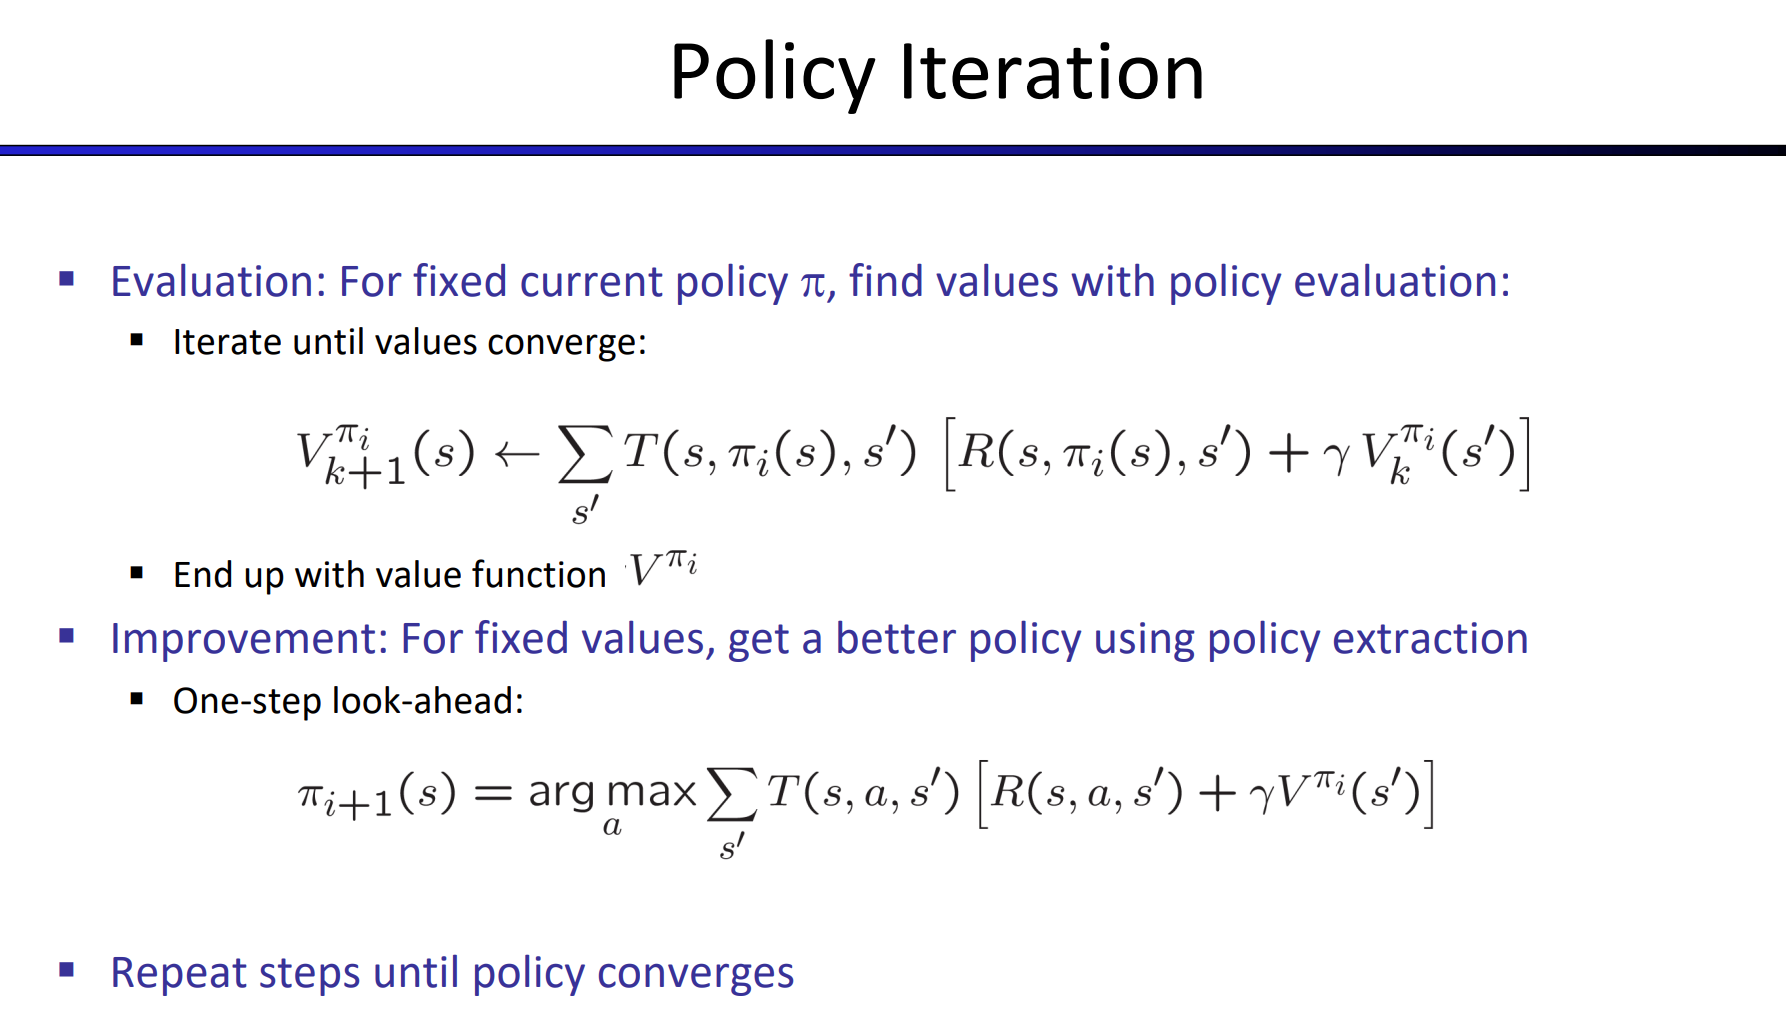 Policy Iteration
▪ Evaluation: For fixed current policy π, find values with policy evaluation:
▪ Iterate until values converge:
$V_{k+1}^{\pi_i}(s) \leftarrow \sum_{s'} T(s, \pi_i(s), s') \left[ R(s, \pi_i(s), s') + \gamma V_k^{\pi_i}(s') \right]$
▪ End up with value function $V^{\pi_i}$
▪ Improvement: For fixed values, get a better policy using policy extraction
▪ One-step look-ahead:
$\pi_{i+1}(s) = \arg\max_a \sum_{s'} T(s, a, s') \left[ R(s, a, s') + \gamma V^{\pi_i}(s') \right]$
▪ Repeat steps until policy converges